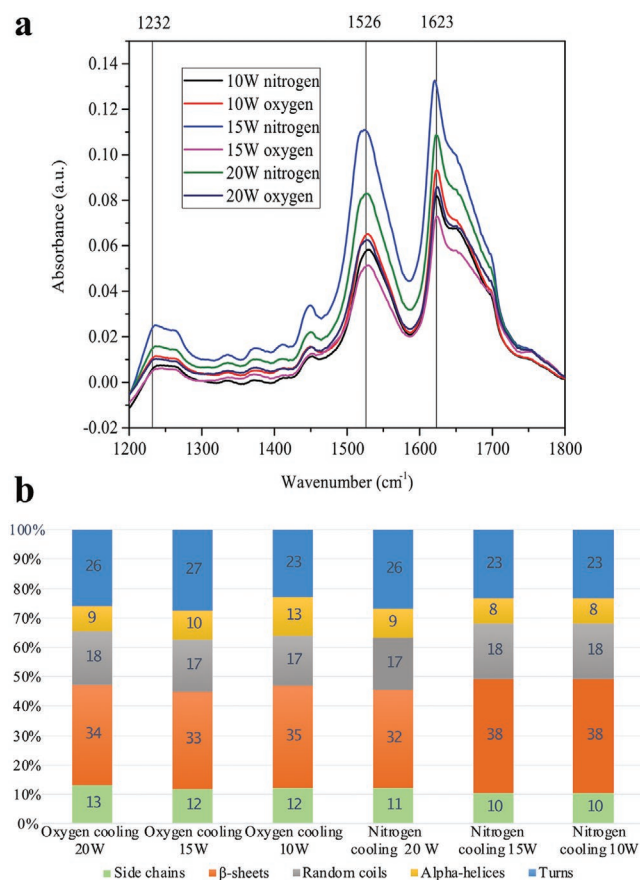 a
1232 1526 1623
0.14
0.12
0.10
0.08
0.06
0.04
0.02
0.00
-0.02
Absorbance (a.u.)
10W nitrogen
10W oxygen
15W nitrogen
15W oxygen
20W nitrogen
20W oxygen
1200 1300 1400 1500 1600 1700 1800
Wavenumber (cm⁻¹)
b
100%
90%
80%
70%
60%
50%
40%
30%
20%
10%
0%
26 27 23 26 23 23
9 10 13 9 8 8
18 17 17 17 18 18
34 33 35 32 38 38
13 12 12 11 10 10
Oxygen cooling 20W
Oxygen cooling 15W
Oxygen cooling 10W
Nitrogen cooling 20 W
Nitrogen cooling 15W
Nitrogen cooling 10W
Side chains β-sheets Random coils Alpha-helices Turns